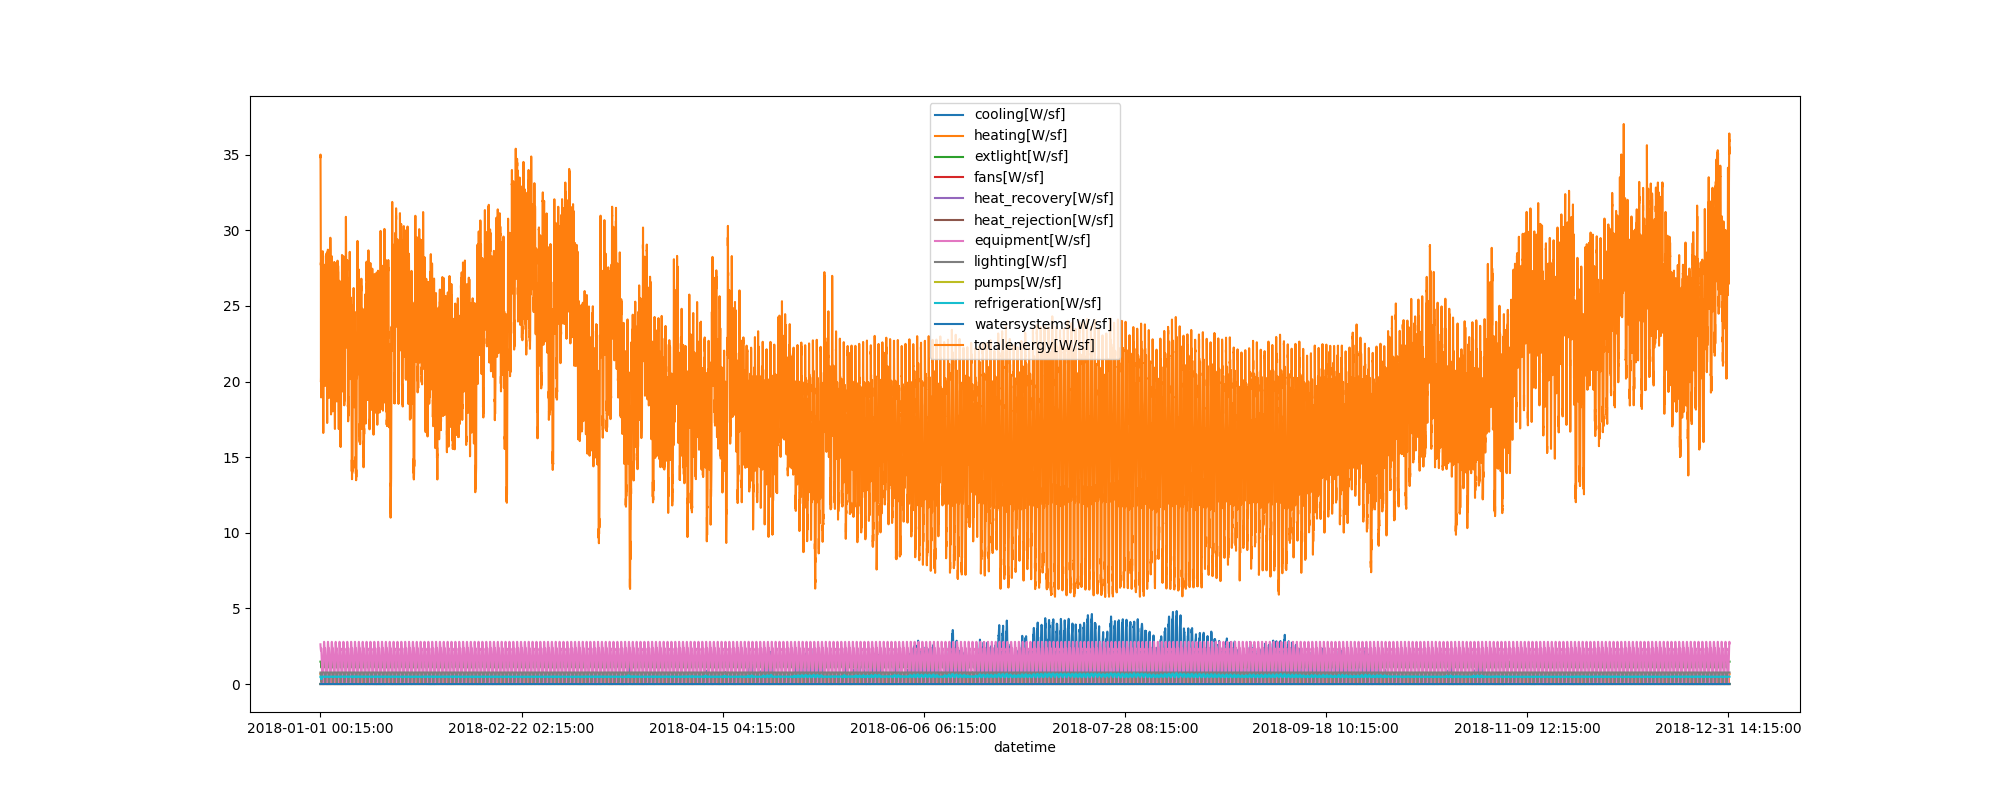 cooling[W/sf]
heating[W/sf]
extlight[W/sf]
fans[W/sf]
heat_recovery[W/sf]
heat_rejection[W/sf]
equipment[W/sf]
lighting[W/sf]
pumps[W/sf]
refrigeration[W/sf]
watersystems[W/sf]
totalenergy[W/sf]
35
30
25
20
15
10
5
0
2018-01-01 00:15:00 2018-02-22 02:15:00 2018-04-15 04:15:00 2018-06-06 06:15:00 2018-07-28 08:15:00 2018-09-18 10:15:00 2018-11-09 12:15:00 2018-12-31 14:15:00
datetime